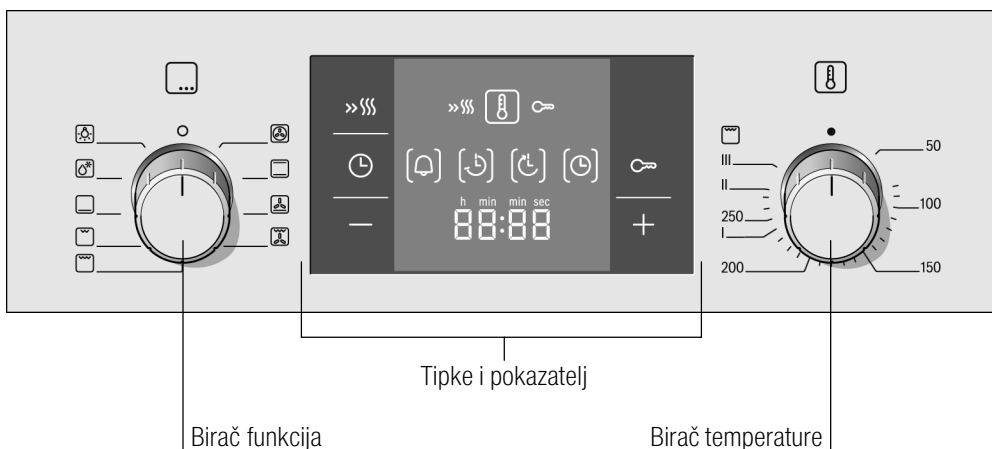 h min min sec
88:88
III
II
250
I
200
50
100
150
Tipke i pokazatelj
Birač funkcija
Birač temperature